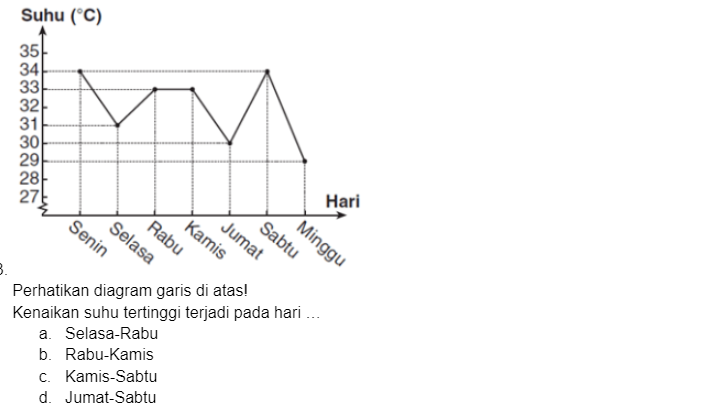 Suhu (°C)
35
34
33
32
31
30
29
28
27
Hari
Senin
Selasa
Rabu
Kamis
Jumat
Sabtu
Minggu
3.
Perhatikan diagram garis di atas!
Kenaikan suhu tertinggi terjadi pada hari …
a. Selasa-Rabu
b. Rabu-Kamis
c. Kamis-Sabtu
d. Jumat-Sabtu